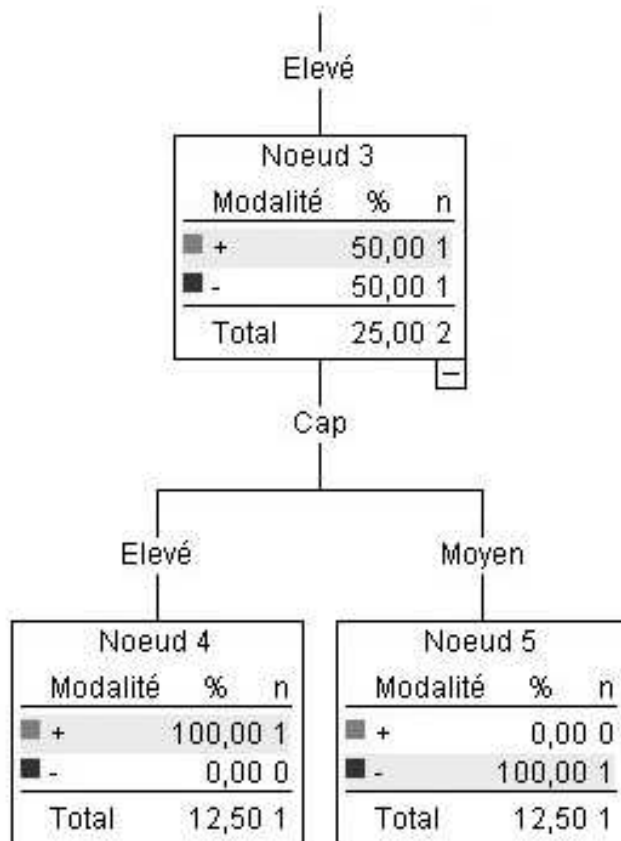 Elevé
Noeud 3
Modalité % n
+ 50,00 1
- 50,00 1
Total 25,00 2
Cap
Elevé Moyen
Noeud 4 Noeud 5
Modalité % n Modalité % n
+ 100,00 1 + 0,00 0
- 0,00 0 - 100,00 1
Total 12,50 1 Total 12,50 1